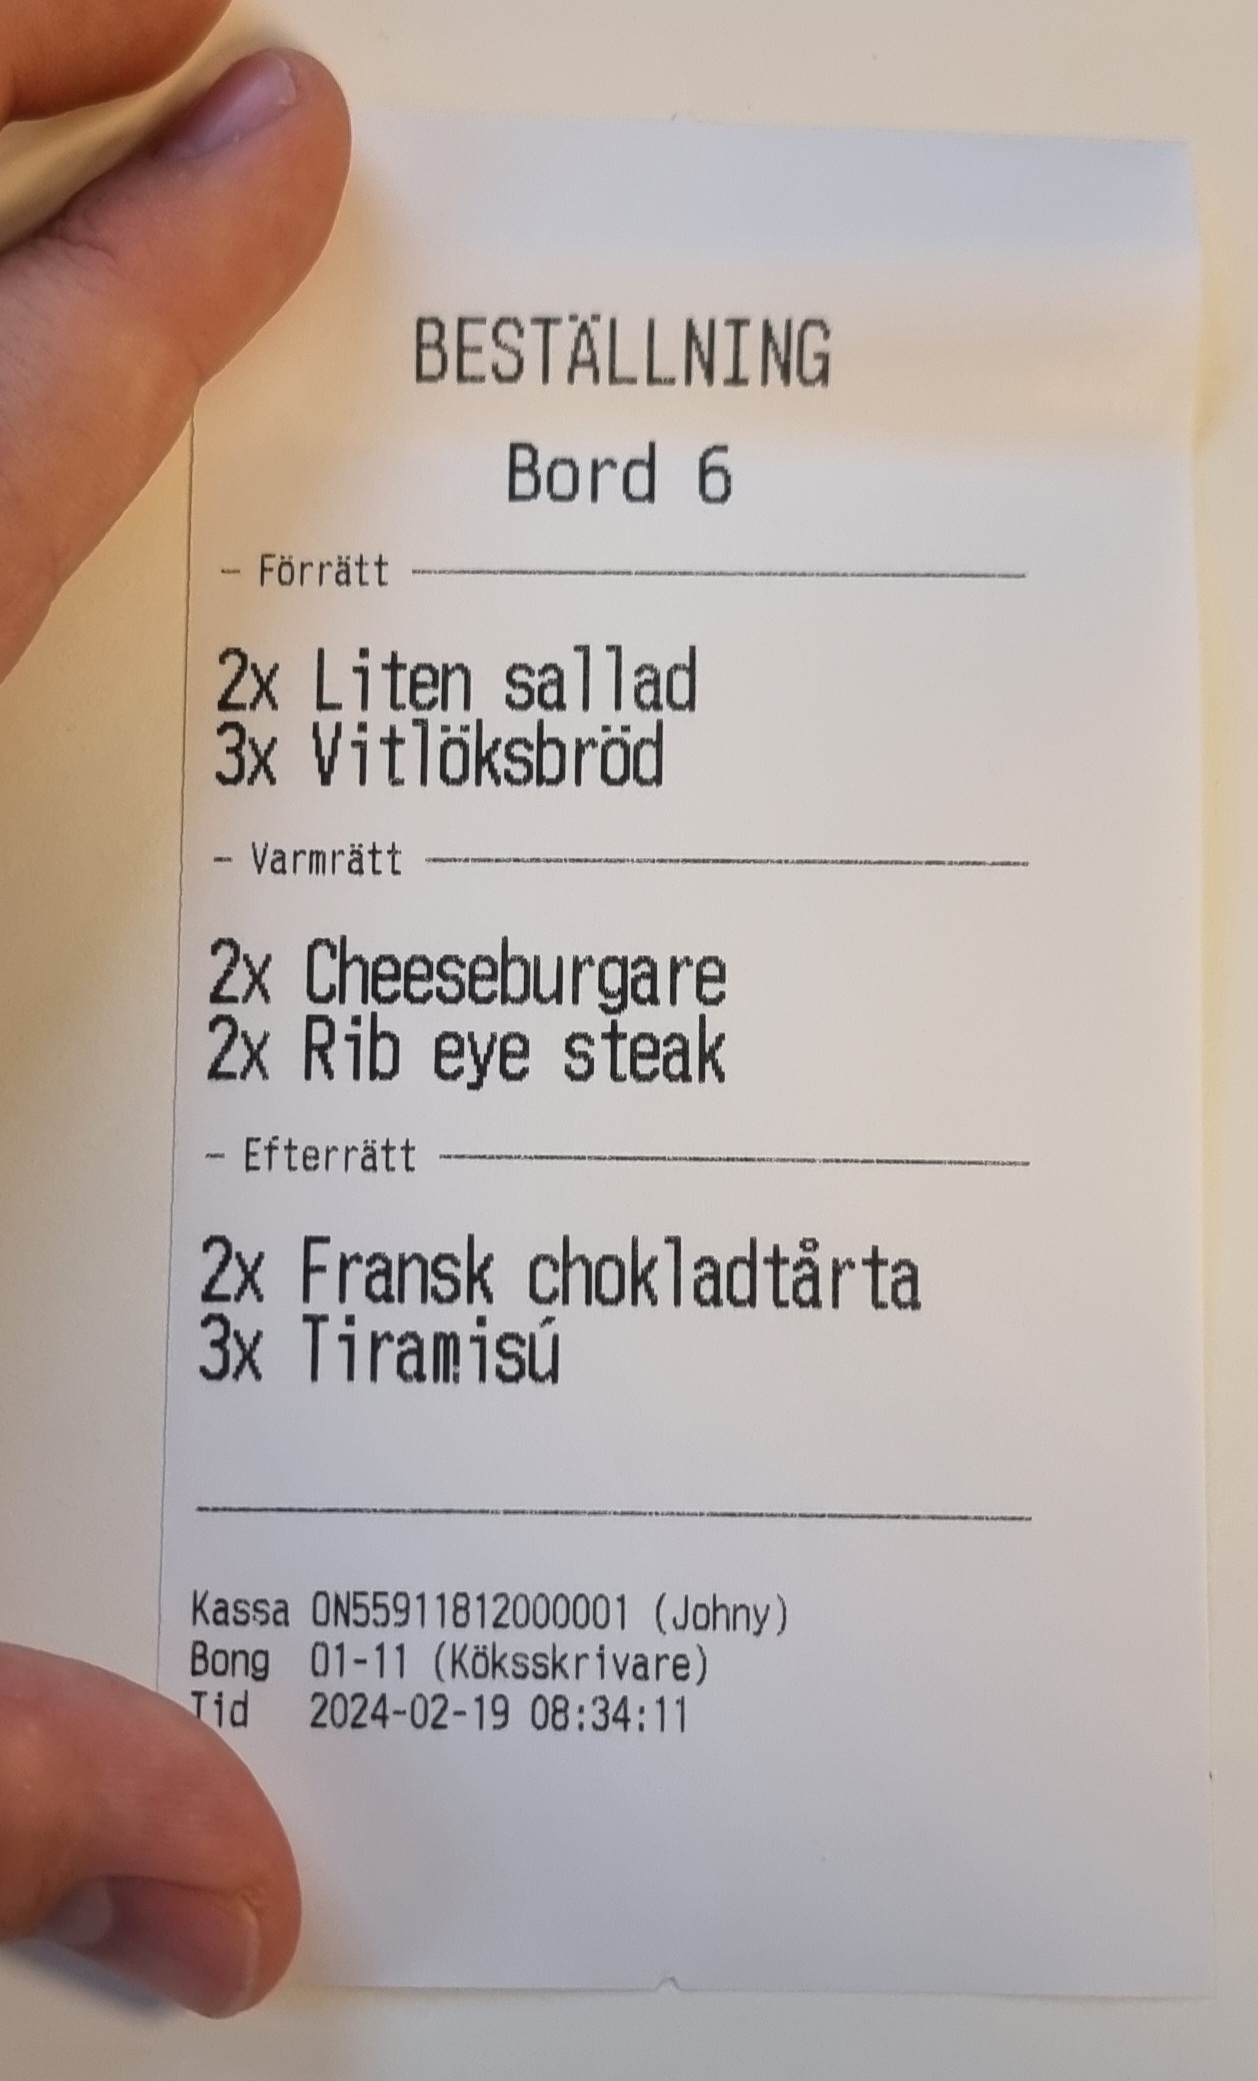 BESTÄLLNING
Bord 6
- Förrätt
2x Liten sallad
3x Vitlöksbröd
- Varmrätt
2x Cheeseburgare
2x Rib eye steak
- Efterrätt
2x Fransk chokladtårta
3x Tiramisú
Kassa ON55911812000001 (Johny)
Bong 01-11 (Köksskrivare)
Tid 2024-02-19 08:34:11